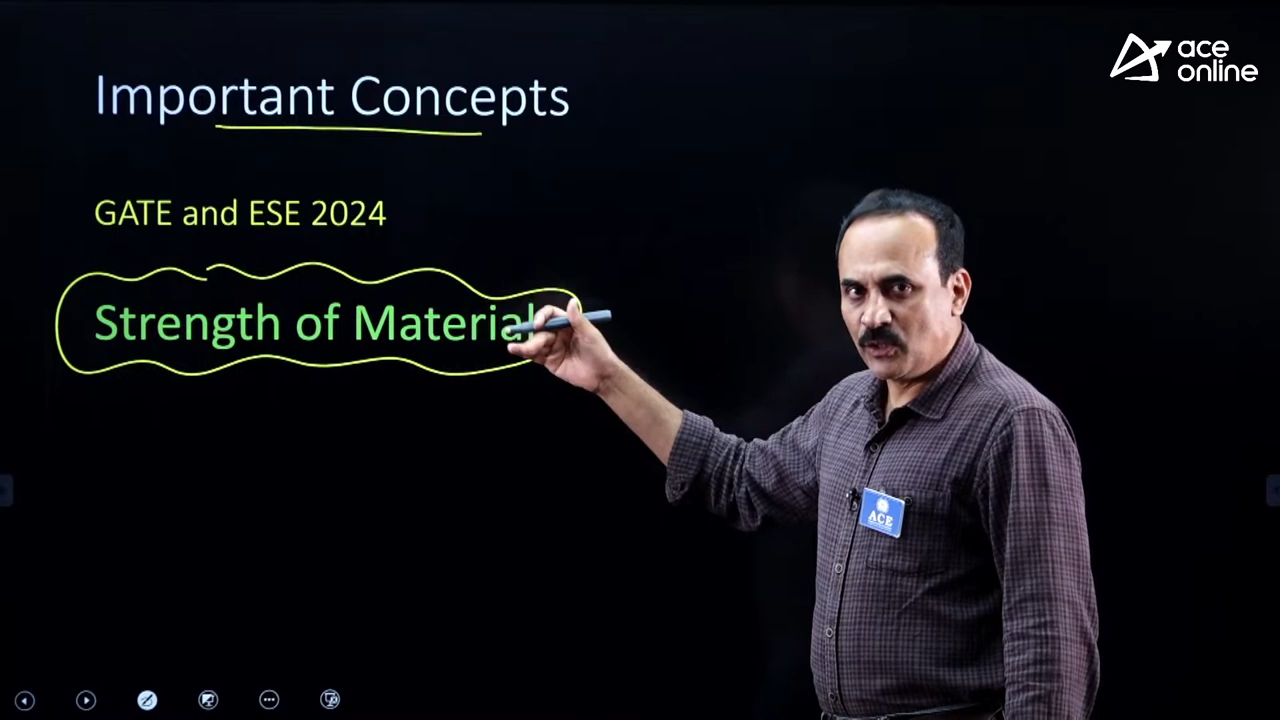 Important Concepts
GATE and ESE 2024
Strength of Material
ace
online
ACE